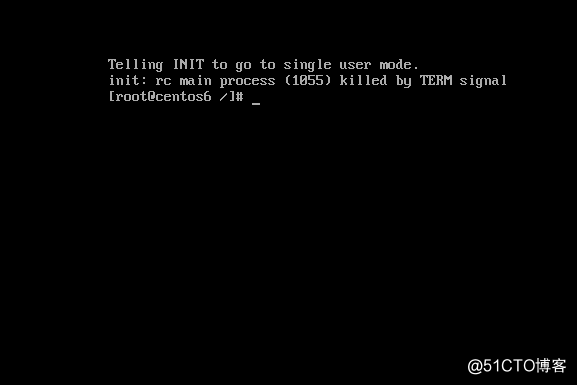 Telling INIT to go to single user mode.
init: rc main process (1055) killed by TERM signal
[root@centos6 /]# _
@51CTO博客